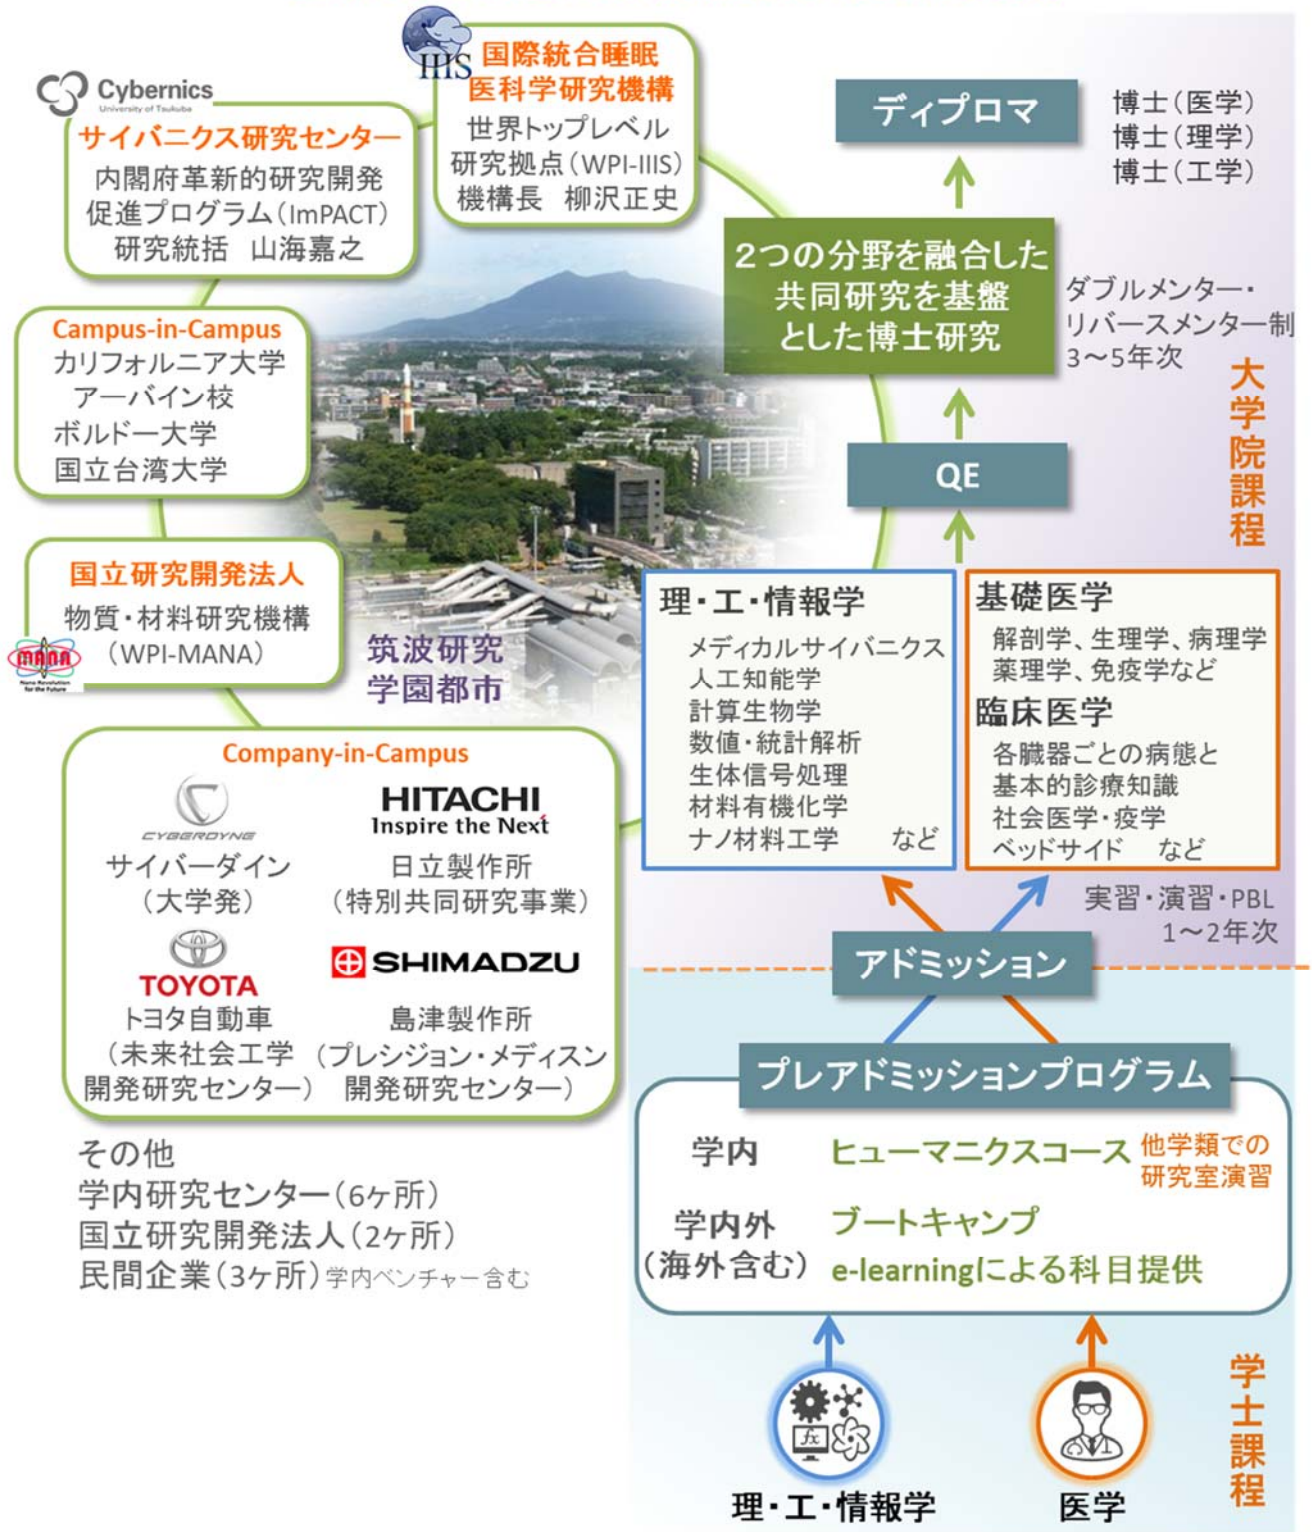 IIIS
国際統合睡眠
医科学研究機構
世界トップレベル
研究拠点(WPI-IIIS)
機構長 柳沢正史
Cybernics
University of Tsukuba
サイバニクス研究センター
内閣府革新的研究開発
促進プログラム(ImPACT)
研究統括 山海嘉之
Campus-in-Campus
カリフォルニア大学
アーバイン校
ボルドー大学
国立台湾大学
国立研究開発法人
物質・材料研究機構
(WPI-MANA)
MANA
Nano Revolution
for the Future
筑波研究
学園都市
Company-in-Campus
CYBERDYNE
サイバーダイン
(大学発)
HITACHI
Inspire the Next
日立製作所
(特別共同研究事業)
TOYOTA
トヨタ自動車
(未来社会工学
開発研究センター)
SHIMADZU
島津製作所
(プレシジョン・メディスン
開発研究センター)
その他
学内研究センター(6ヶ所)
国立研究開発法人(2ヶ所)
民間企業(3ヶ所)学内ベンチャー含む
ディプロマ
博士(医学)
博士(理学)
博士(工学)
2つの分野を融合した
共同研究を基盤
とした博士研究
ダブルメンター・
リバースメンター制
3~5年次
大学院課程
QE
理・工・情報学
メディカルサイバニクス
人工知能学
計算生物学
数値・統計解析
生体信号処理
材料有機化学
ナノ材料工学 など
基礎医学
解剖学、生理学、病理学
薬理学、免疫学など
臨床医学
各臓器ごとの病態と
基本的診療知識
社会医学・疫学
ベッドサイド など
実習・演習・PBL
1~2年次
アドミッション
プレアドミッションプログラム
学内 ヒューマニクスコース 他学類での
研究室演習
学内外 ブートキャンプ
(海外含む) e-learningによる科目提供
fx
理・工・情報学
医学
学士課程